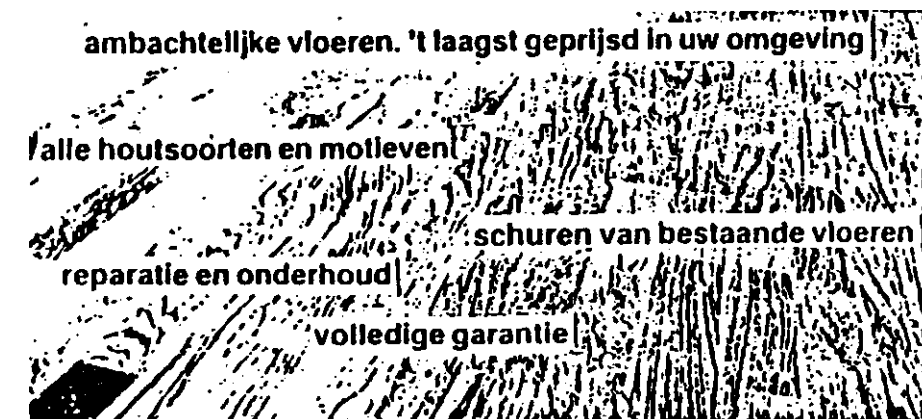 ambachtelijke vloeren. 't laagst geprijsd in uw omgeving
alle houtsoorten en motieven
schuren van bestaande vloeren
reparatie en onderhoud
volledige garantie